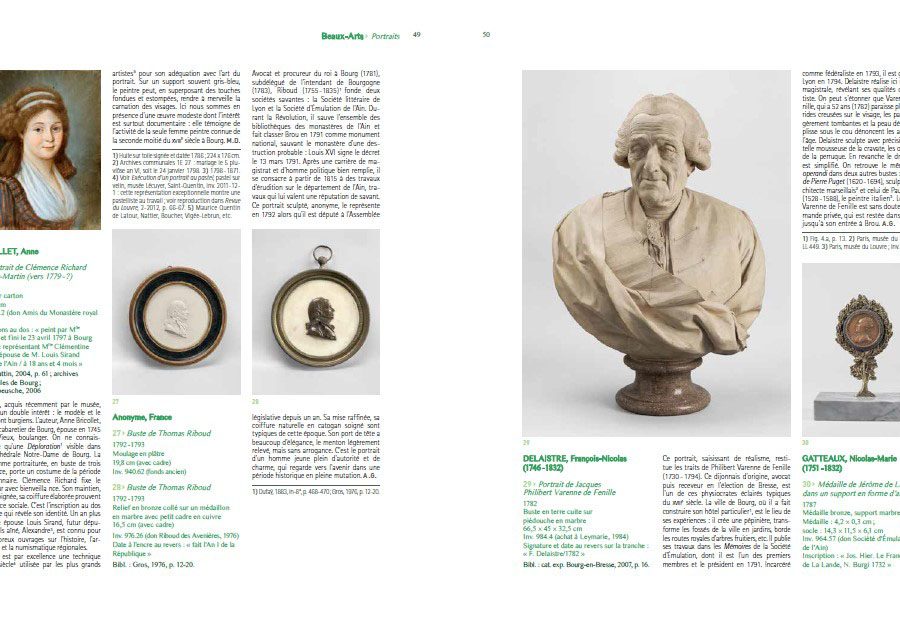 Beaux-Arts > Portraits 49
50
LLET, Anne
trait de Clémence Richard
-Martin (vers 1779-?)
r carton
m
.2 (don Amis du Monastère royal
ons au dos : « peint par Mlle
et fini le 23 avril 1797 à Bourg
représentant Mme Clémentine
épouse de M. Louis Sirand
e l'Ain / à 18 ans et 4 mois »
ttin, 2004, p. 61 ; archives
les de Bourg ;
peusche, 2006
, acquis récemment par le musée,
un double intérêt : le modèle et le
nt burgiens. L'auteur, Anne Bricollet,
cabaretier de Bourg, épouse en 1745
Vieux, boulanger. On ne connais-
qu'une Déploration visible dans
hédrale Notre-Dame de Bourg. La
me portraiturée, en buste de trois
ce, porte un costume de la période
nnaire. Clémence Richard fixe le
r avec bienveillance. Son maintien,
oignée, sa coiffure élaborée prouvent
ce sociale. C'est l'inscription au dos
e qui révèle son identité. Un an plus
épouse Louis Sirand, futur dépu-
ls aîné, Alexandre³, est connu pour
oreux ouvrages sur l'histoire, l'ar-
et la numismatique régionales.
est par excellence une technique
siècle⁴ utilisée par les plus grands
artistes⁵ pour son adéquation avec l'art du
portrait. Sur un support souvent gris-bleu,
le peintre peut, en superposant des touches
fondues et estompées, rendre à merveille la
carnation des visages. Ici nous sommes en
présence d'une œuvre modeste dont l'intérêt
est surtout documentaire : elle témoigne de
l'activité de la seule femme peintre connue de
la seconde moitié du XVIIIe siècle à Bourg. M.D.
1) Huile sur toile signée et datée 1786 ; 224 x 176 cm.
2) Archives communales 1E 27 : mariage le 5 plu-
viôse an VI, soit le 24 janvier 1798. 3) 1798-1871.
4) Voir Exécution d'un portrait au pastel, pastel sur
vélin, musée Lécuyer, Saint-Quentin, inv. 2011-12-
1 : cette représentation exceptionnelle montre une
pastelliste au travail ; voir reproduction dans Revue
du Louvre, 2-2012, p. 66-67. 5) Maurice Quentin
de Latour, Nattier, Boucher, Vigée-Lebrun, etc.
27
Anonyme, France
27 > Buste de Thomas Riboud
1792-1793
Moulage en plâtre
19,8 cm (avec cadre)
Inv. 940.62 (fonds ancien)
28 > Buste de Thomas Riboud
1792-1793
Relief en bronze collé sur un médaillon
en marbre avec petit cadre en cuivre
16,5 cm (avec cadre)
Inv. 976.26 (don Riboud des Avenières, 1976)
Date à l'encre au revers : « fait l'An I de la
République »
Bibl. : Gros, 1976, p. 12-20.
Avocat et procureur du roi à Bourg (1781),
subdélégué de l'intendant de Bourgogne
(1783), Riboud (1755-1835)¹ fonde deux
sociétés savantes : la Société littéraire de
Lyon et la Société d'Émulation de l'Ain. Du-
rant la Révolution, il sauve l'ensemble des
bibliothèques des monastères de l'Ain et
fait classer Brou en 1791 comme monument
national, sauvant le monastère d'une des-
truction probable : Louis XVI signe le décret
le 13 mars 1791. Après une carrière de ma-
gistrat et d'homme politique bien remplie, il
se consacre à partir de 1815 à des travaux
d'érudition sur le département de l'Ain, tra-
vaux qui lui valent une réputation de savant.
Ce portrait sculpté, anonyme, le représente
en 1792 alors qu'il est député à l'Assemblée
28
législative depuis un an. Sa mise raffinée, sa
coiffure naturelle en catogan soigné sont
typiques de cette époque. Son port de tête a
beaucoup d'élégance, le menton légèrement
relevé, mais sans arrogance. C'est le portrait
d'un homme jeune plein d'autorité et de
charme, qui regarde vers l'avenir dans une
période historique en pleine mutation. A.G.
1) Dufaÿ, 1883, in-8°, p. 468-470; Gros, 1976, p. 12-20.
29
DELAISTRE, François-Nicolas
(1746-1832)
29 > Portrait de Jacques
Philibert Varenne de Fenille
1782
Buste en terre cuite sur
piédouche en marbre
66,5 x 45 x 32,5 cm
Inv. 984.4 (achat à Leymarie, 1984)
Signature et date au revers sur la tranche :
« F. Delaistre/1782 »
Bibl. : cat. exp. Bourg-en-Bresse, 2007, p. 16.
Ce portrait, saisissant de réalisme, resti-
tue les traits de Philibert Varenne de Fenille
(1730-1794). Ce dijonnais d'origine, avocat
puis receveur en l'élection de Bresse, est
l'un de ces physiocrates éclairés typiques
du XVIIIe siècle. La ville de Bourg, où il a fait
construire son hôtel particulier¹, est le lieu de
ses expériences : il crée une pépinière, trans-
forme les fossés de la ville en jardins, borde
les routes royales d'arbres fruitiers, etc. Il publie
ses travaux dans les Mémoires de la Société
d'Émulation, dont il est l'un des premiers
membres et le président en 1791. Incarcéré
comme fédéraliste en 1793, il est
Lyon en 1794. Delaistre réalise ici
magistrale, révélant ses qualités
tiste. On peut s'étonner que Vare
nille, qui a 52 ans (1782) paraisse pl
rides creusées sur le visage, les pa
gèrement tombantes et la peau dé
plisse sous le cou dénoncent les a
l'âge. Delaistre sculpte avec précisi
telle mousseuse de la cravate, les
de la perruque. En revanche le dr
est simplifié. On retrouve le mê
operandi dans deux autres bustes :
de Pierre Puget (1620-1694), sculp
chitecte marseillais² et celui de Pau
(1528-1588), le peintre italien³. L
Varenne de Fenille est sans doute
mande privée, qui est restée dans
jusqu'à son entrée à Brou. A.G.
1) Fig. 4.a, p. 13. 2) Paris, musée du
LL 449. 3) Paris, musée du Louvre ; inv.
30
GATTEAUX, Nicolas-Marie
(1751-1832)
30 > Médaille de Jérôme de L
dans un support en forme d'a
1787
Médaille bronze, support marbre
Médaille : 4,2 x 0,3 cm ;
socle : 14,3 x 11,5 x 6,1 cm
Inv. 964.57 (don Société d'Émula
de l'Ain)
Inscription : « Jos. Hier. Le Fran
de La Lande, N. Burgi 1732 »